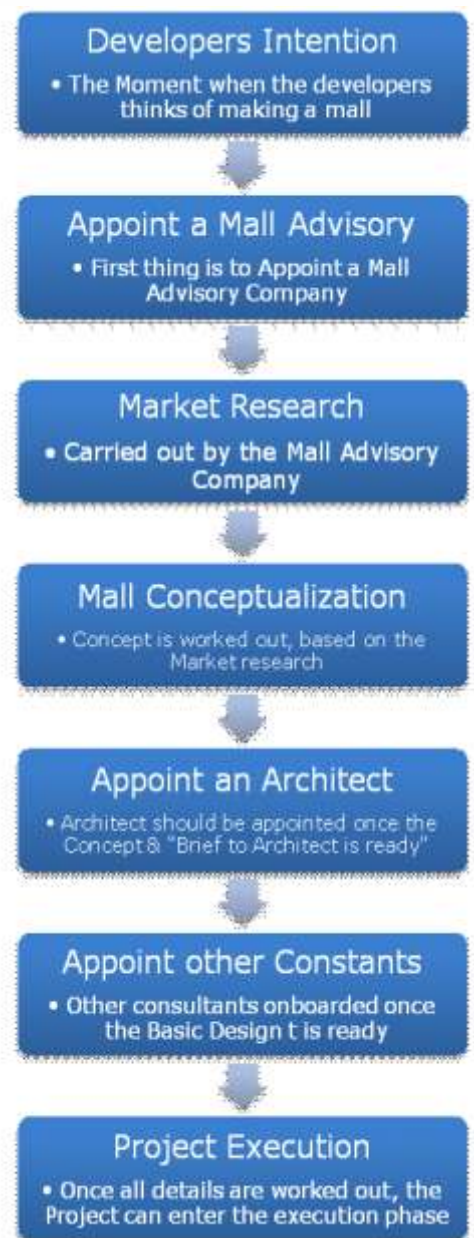 Developers Intention
• The Moment when the developers
thinks of making a mall
Appoint a Mall Advisory
• First thing is to Appoint a Mall
Advisory Company
Market Research
• Carried out by the Mall Advisory
Company
Mall Conceptualization
• Concept is worked out, based on the
Market research
Appoint an Architect
• Architect should be appointed once the
Concept & "Brief to Architect is ready"
Appoint other Constants
• Other consultants onboarded once
the Basic Design t is ready
Project Execution
• Once all details are worked out, the
Project can enter the execution phase